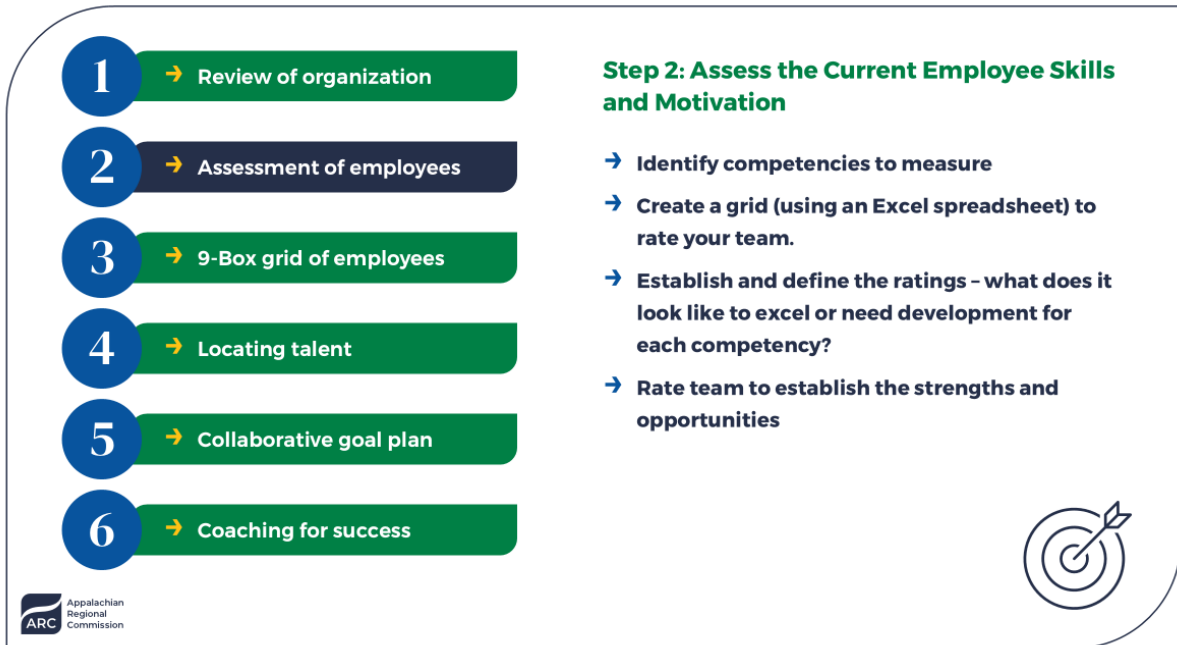 1
→ Review of organization
2
→ Assessment of employees
3
→ 9-Box grid of employees
4
→ Locating talent
5
→ Collaborative goal plan
6
→ Coaching for success
Step 2: Assess the Current Employee Skills
and Motivation
→ Identify competencies to measure
→ Create a grid (using an Excel spreadsheet) to
rate your team.
→ Establish and define the ratings – what does it
look like to excel or need development for
each competency?
→ Rate team to establish the strengths and
opportunities
ARC
Appalachian
Regional
Commission